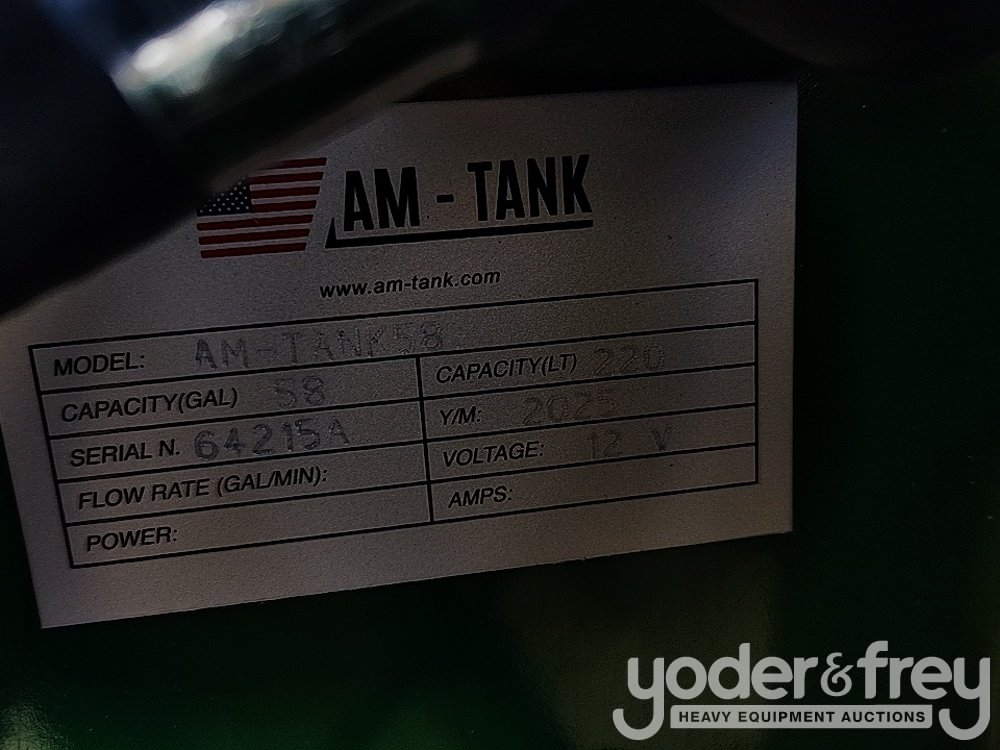 AM - TANK
www.am-tank.com
MODEL: AM-TANK58
CAPACITY(GAL) 58 CAPACITY(LT) 220
SERIAL N. 64215A Y/M: 2025
FLOW RATE (GAL/MIN): VOLTAGE: 12 V
POWER: AMPS:
yoder&frey
HEAVY EQUIPMENT AUCTIONS